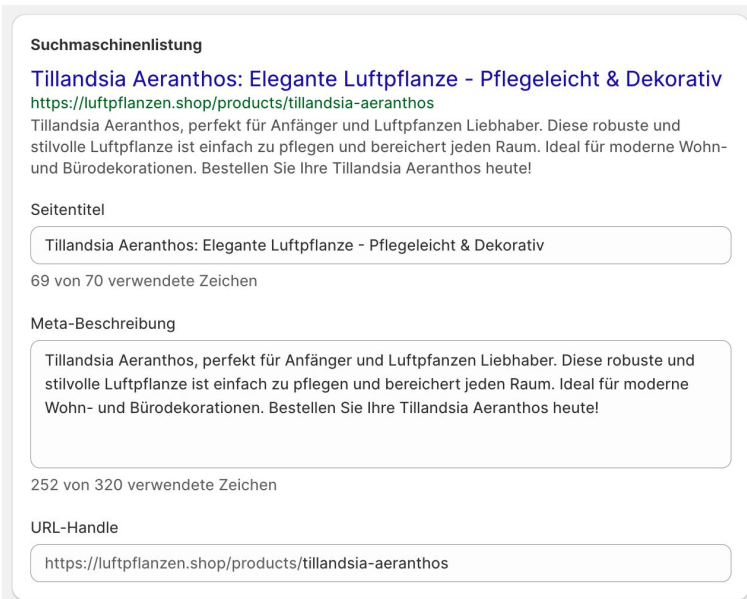 Suchmaschinenlistung
Tillandsia Aeranthos: Elegante Luftpflanze - Pflegeleicht & Dekorativ
https://luftpflanzen.shop/products/tillandsia-aeranthos
Tillandsia Aeranthos, perfekt für Anfänger und Luftpfanzen Liebhaber. Diese robuste und
stilvolle Luftpflanze ist einfach zu pflegen und bereichert jeden Raum. Ideal für moderne Wohn-
und Bürodekorationen. Bestellen Sie Ihre Tillandsia Aeranthos heute!
Seitentitel
Tillandsia Aeranthos: Elegante Luftpflanze - Pflegeleicht & Dekorativ
69 von 70 verwendete Zeichen
Meta-Beschreibung
Tillandsia Aeranthos, perfekt für Anfänger und Luftpfanzen Liebhaber. Diese robuste und
stilvolle Luftpflanze ist einfach zu pflegen und bereichert jeden Raum. Ideal für moderne
Wohn- und Bürodekorationen. Bestellen Sie Ihre Tillandsia Aeranthos heute!
252 von 320 verwendete Zeichen
URL-Handle
https://luftpflanzen.shop/products/tillandsia-aeranthos